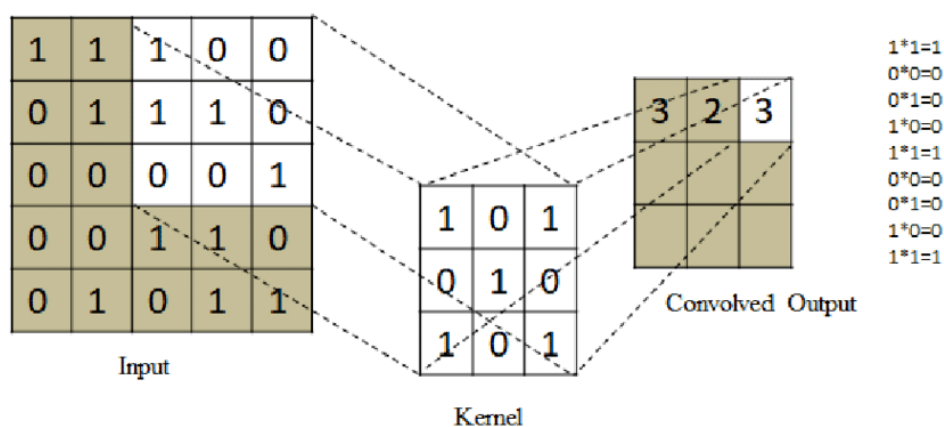 1 1 1 0 0
0 1 1 1 0
0 0 0 0 1
0 0 1 1 0
0 1 0 1 1
Input
1 0 1
0 1 0
1 0 1
Kernel
3 2 3
Convolved Output
1*1=1
0*0=0
0*1=0
1*0=0
1*1=1
0*0=0
0*1=0
1*0=0
1*1=1